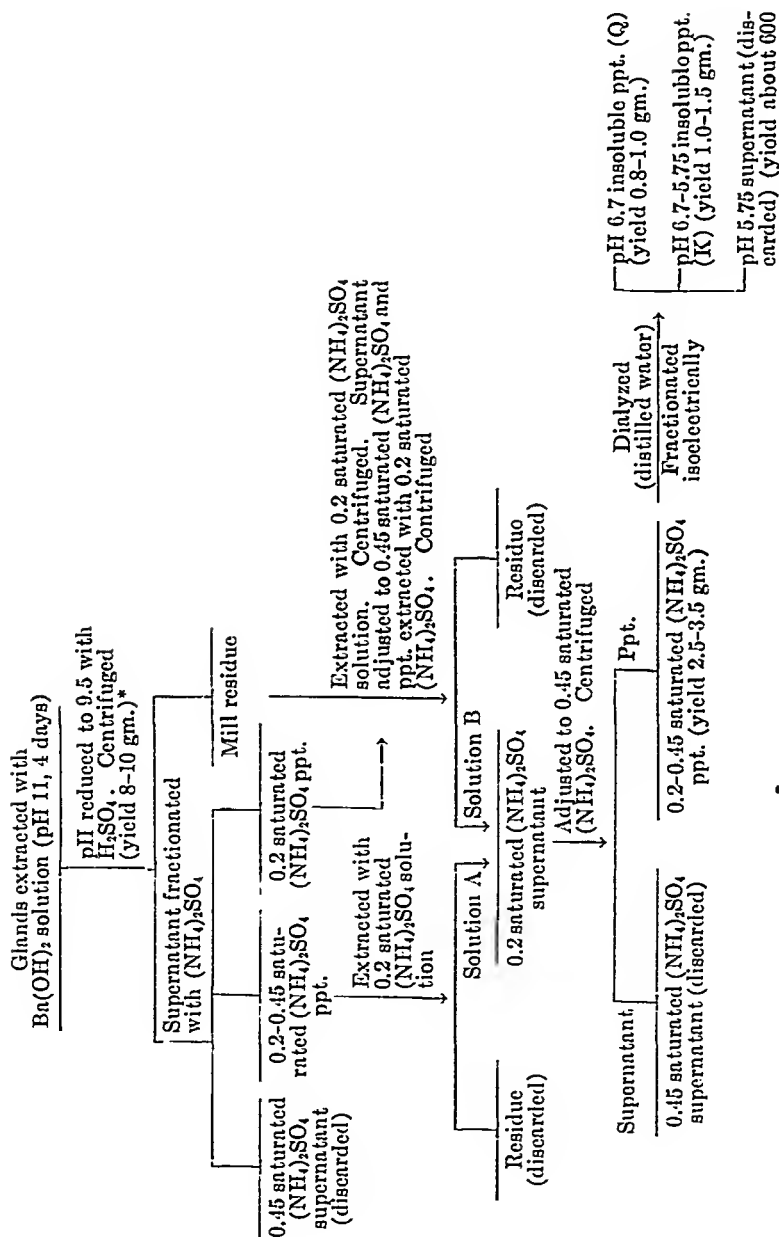 Glands extracted with
Ba(OH)₂ solution (pH 11, 4 days)
pH reduced to 9.5 with
H₂SO₄. Centrifuged
(yield 8–10 gm.)*
Supernatant fractionated
with (NH₄)₂SO₄
Mill residue
0.45 saturated
(NH₄)₂SO₄
supernatant
(discarded)
0.2–0.45 satu-
rated (NH₄)₂SO₄
ppt.
0.2 saturated
(NH₄)₂SO₄ ppt.
Extracted with
0.2 saturated
(NH₄)₂SO₄ solu-
tion
Extracted with 0.2 saturated (NH₄)₂SO₄
solution. Centrifuged. Supernatant
adjusted to 0.45 saturated (NH₄)₂SO₄ and
ppt. extracted with 0.2 saturated
(NH₄)₂SO₄. Centrifuged
Solution A
Solution B
Residue
(discarded)
0.2 saturated (NH₄)₂SO₄
supernatant
Residue
(discarded)
Adjusted to 0.45 saturated
(NH₄)₂SO₄. Centrifuged
Supernatant
Ppt.
0.45 saturated (NH₄)₂SO₄
supernatant (discarded)
0.2–0.45 saturated (NH₄)₂SO₄
ppt. (yield 2.5–3.5 gm.)
Dialyzed
(distilled water)
Fractionated
isoelectrically
pH 6.7 insoluble ppt. (Q)
(yield 0.8–1.0 gm.)
pH 6.7–5.75 insoluble ppt.
(K) (yield 1.0–1.5 gm.)
pH 5.75 supernatant (dis-
carded) (yield about 600